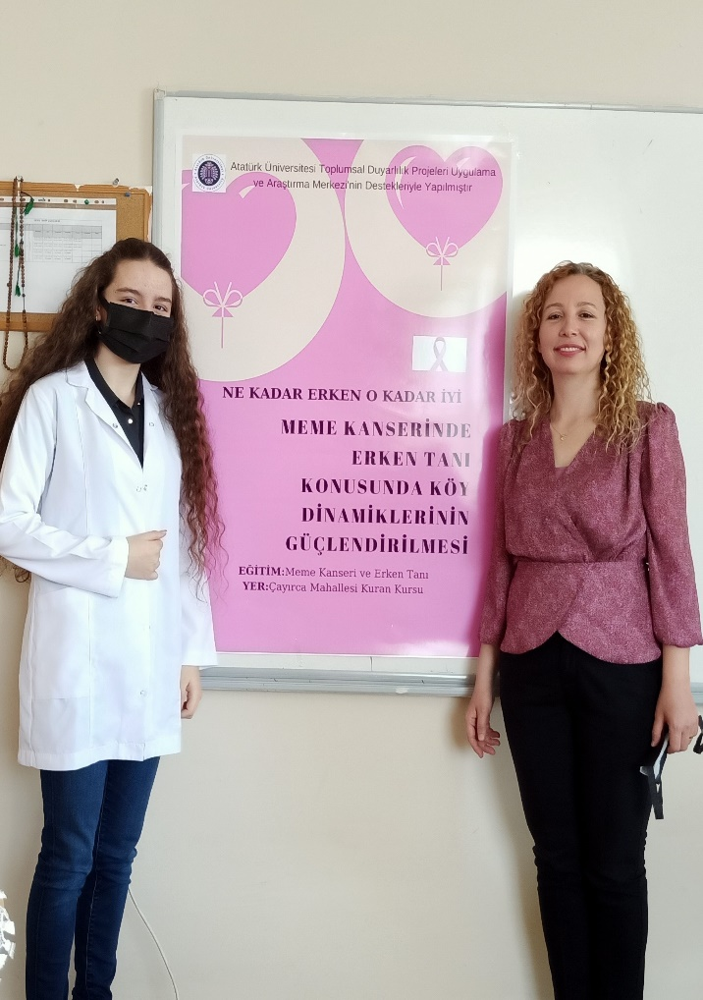 Atatürk Üniversitesi Toplumsal Duyarlılık Projeleri Uygulama
ve Araştırma Merkezi'nin Destekleriyle Yapılmıştır
NE KADAR ERKEN O KADAR İYİ
MEME KANSERİNDE
ERKEN TANI
KONUSUNDA KÖY
DİNAMİKLERİNİN
GÜÇLENDİRİLMESİ
EĞİTİM:Meme Kanseri ve Erken Tanı
YER:Çayırca Mahallesi Kuran Kursu